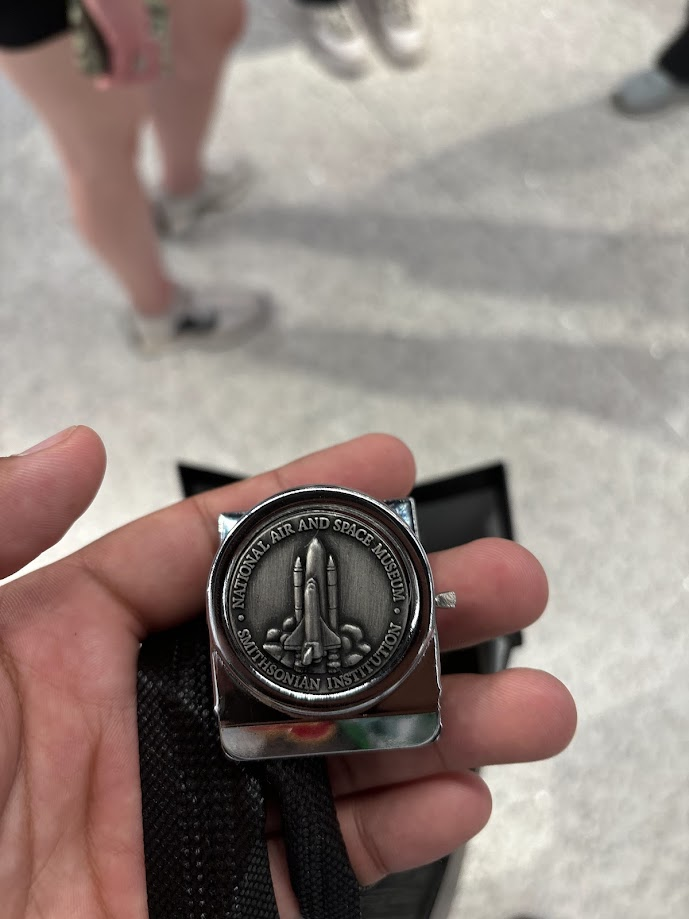 NATIONAL AIR AND SPACE MUSEUM
SMITHSONIAN INSTITUTION